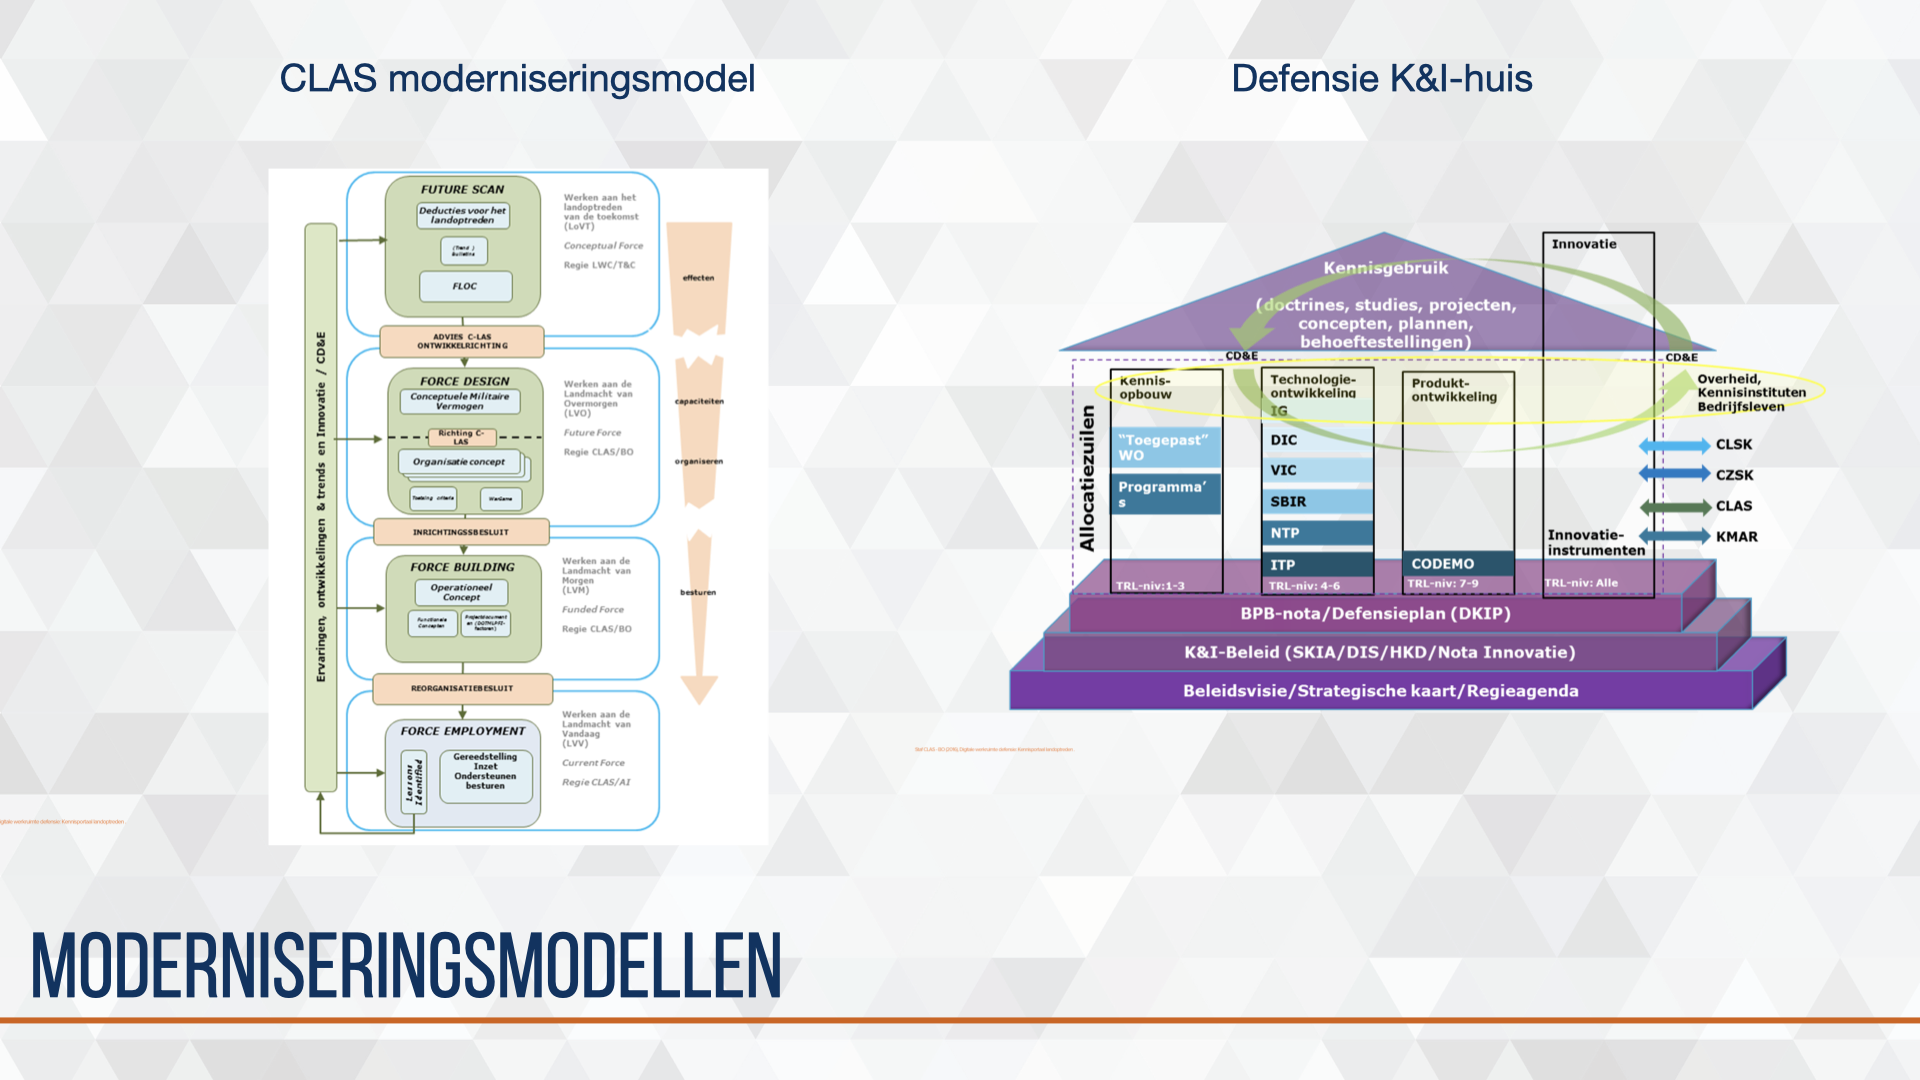 CLAS moderniseringsmodel
Defensie K&I-huis
Ervaringen, ontwikkelingen & trends en Innovatie / CD&E
FUTURE SCAN
Deducties voor het
landoptreden
(Trend )
Bulletins
FLOC
Werken aan het
landoptreden
van de toekomst
(LoVT)
Conceptual Force
Regie LWC/T&C
ADVIES C-LAS
ONTWIKKELRICHTING
FORCE DESIGN
Conceptuele Militaire
Vermogen
Richting C-
LAS
Organisatie concept
Toetsing criteria
WarGame
Werken aan de
Landmacht van
Overmorgen
(LVO)
Future Force
Regie CLAS/BO
INRICHTINGSSBESLUIT
FORCE BUILDING
Operationeel
Concept
Functionele
Concepten
Projectdocument
en (DOTMLPFI-
factoren)
Werken aan de
Landmacht van
Morgen
(LVM)
Funded Force
Regie CLAS/BO
REORGANISATIEBESLUIT
FORCE EMPLOYMENT
Lessons
Identified
Gereedstelling
Inzet
Ondersteunen
besturen
Werken aan de
Landmacht van
Vandaag
(LVV)
Current Force
Regie CLAS/AI
effecten
capaciteiten
organiseren
besturen
Kennisgebruik
(doctrines, studies, projecten,
concepten, plannen,
behoeftestellingen)
Innovatie
CD&E
CD&E
Allocatiezuilen
Kennis-
opbouw
"Toegepast"
WO
Programma'
s
TRL-niv:1-3
Technologie-
ontwikkeling
IG
DIC
VIC
SBIR
NTP
ITP
TRL-niv: 4-6
Produkt-
ontwikkeling
CODEMO
TRL-niv: 7-9
Innovatie-
instrumenten
TRL-niv: Alle
Overheid,
Kennisinstituten
Bedrijfsleven
CLSK
CZSK
CLAS
KMAR
BPB-nota/Defensieplan (DKIP)
K&I-Beleid (SKIA/DIS/HKD/Nota Innovatie)
Beleidsvisie/Strategische kaart/Regieagenda
MODERNISERINGSMODELLEN